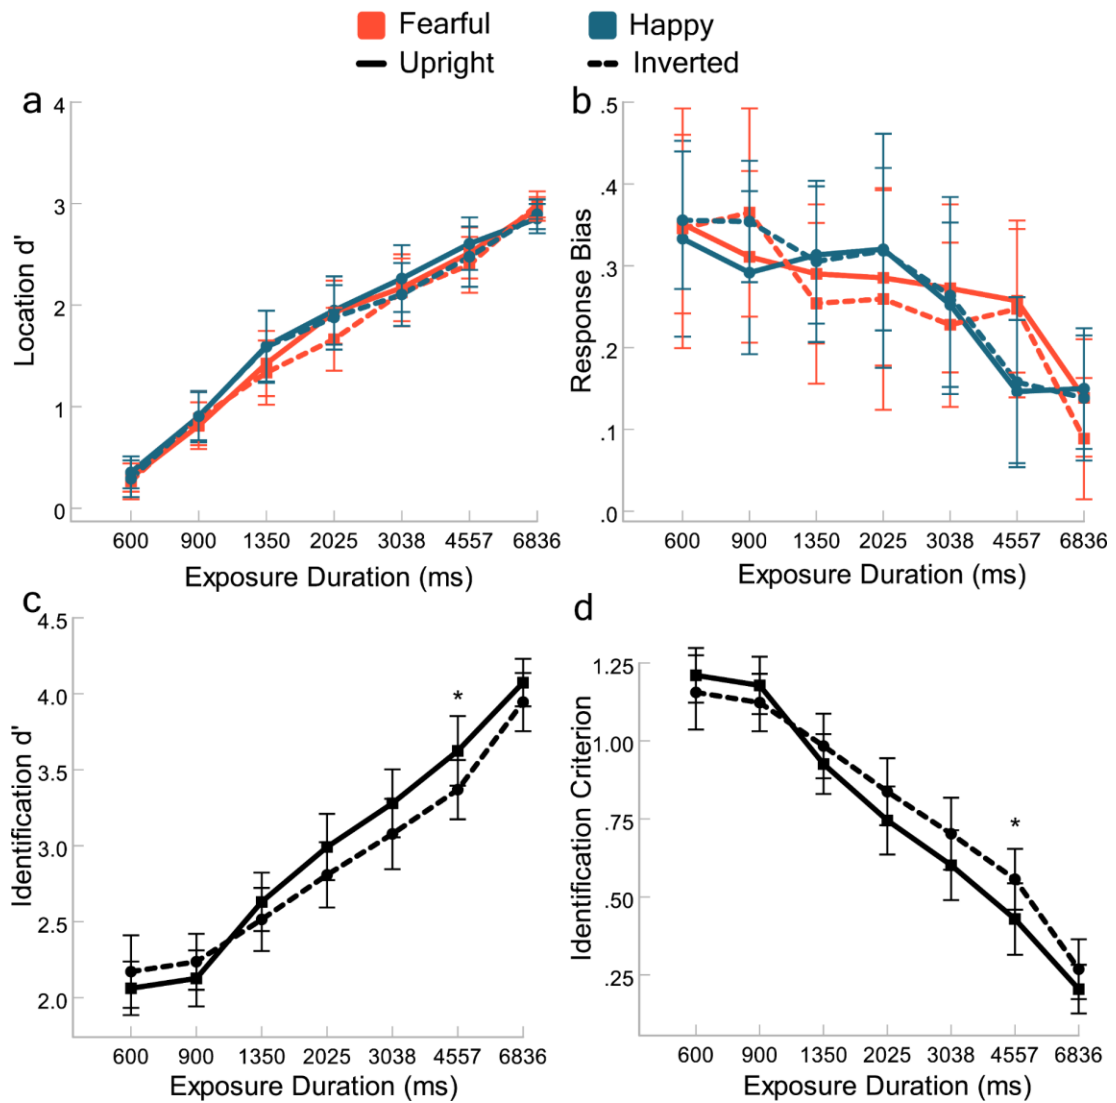 Fearful Happy
Upright Inverted
a
4
3
2
1
0
Location d'
600 900 1350 2025 3038 4557 6836
Exposure Duration (ms)
b
.5
.4
.3
.2
.1
.0
Response Bias
600 900 1350 2025 3038 4557 6836
Exposure Duration (ms)
c
4.5
4.0
3.5
3.0
2.5
2.0
Identification d'
*
600 900 1350 2025 3038 4557 6836
Exposure Duration (ms)
d
1.25
1.00
.75
.50
.25
Identification Criterion
*
600 900 1350 2025 3038 4557 6836
Exposure Duration (ms)